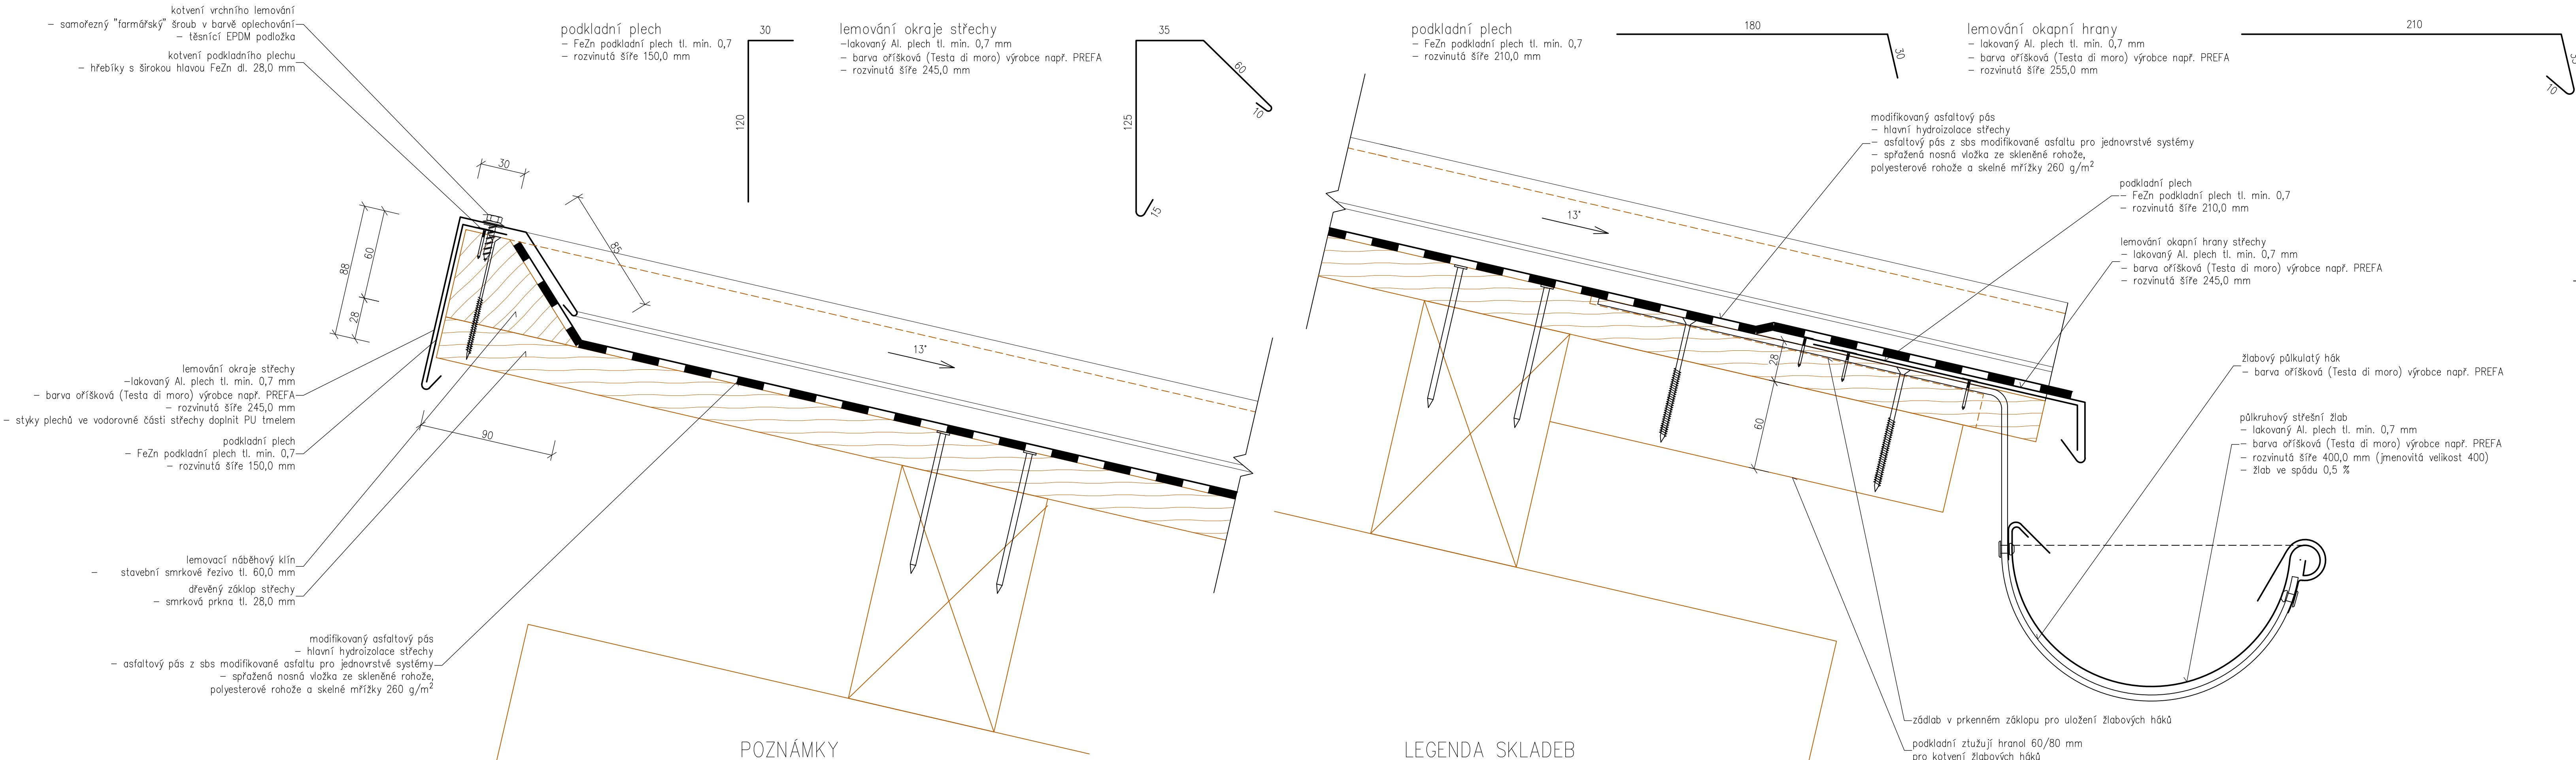 kotvení vrchního lemování
– samořezný "farmářský" šroub v barvě oplechování
– těsnící EPDM podložka
kotvení podkladního plechu
– hřebíky s širokou hlavou FeZn dl. 28,0 mm
podkladní plech
– FeZn podkladní plech tl. min. 0,7
– rozvinutá šíře 150,0 mm
30
120
lemování okraje střechy
–lakovaný Al. plech tl. min. 0,7 mm
– barva oříšková (Testa di moro) výrobce např. PREFA
– rozvinutá šíře 245,0 mm
35
60
10
125
15
podkladní plech
– FeZn podkladní plech tl. min. 0,7
– rozvinutá šíře 210,0 mm
180
30
lemování okapní hrany
– lakovaný Al. plech tl. min. 0,7 mm
– barva oříšková (Testa di moro) výrobce např. PREFA
– rozvinutá šíře 255,0 mm
210
10
30
85
88
60
28
90
13°
lemování okraje střechy
–lakovaný Al. plech tl. min. 0,7 mm
– barva oříšková (Testa di moro) výrobce např. PREFA
– rozvinutá šíře 245,0 mm
– styky plechů ve vodorovné části střechy doplnit PU tmelem
podkladní plech
– FeZn podkladní plech tl. min. 0,7
– rozvinutá šíře 150,0 mm
lemovací náběhový klín
– stavební smrkové řezivo tl. 60,0 mm
dřevěný záklop střechy
– smrková prkna tl. 28,0 mm
modifikovaný asfaltový pás
– hlavní hydroizolace střechy
– asfaltový pás z sbs modifikované asfaltu pro jednovrstvé systémy
– spřažená nosná vložka ze skleněné rohože,
polyesterové rohože a skelné mřížky 260 g/m²
modifikovaný asfaltový pás
– hlavní hydroizolace střechy
– asfaltový pás z sbs modifikované asfaltu pro jednovrstvé systémy
– spřažená nosná vložka ze skleněné rohože,
polyesterové rohože a skelné mřížky 260 g/m²
13°
28
60
podkladní plech
– FeZn podkladní plech tl. min. 0,7
– rozvinutá šíře 210,0 mm
lemování okapní hrany střechy
– lakovaný Al. plech tl. min. 0,7 mm
– barva oříšková (Testa di moro) výrobce např. PREFA
– rozvinutá šíře 245,0 mm
žlabový půlkulatý hák
– barva oříšková (Testa di moro) výrobce např. PREFA
půlkruhový střešní žlab
– lakovaný Al. plech tl. min. 0,7 mm
– barva oříšková (Testa di moro) výrobce např. PREFA
– rozvinutá šíře 400,0 mm (jmenovitá velikost 400)
– žlab ve spádu 0,5 %
zádlab v prkenném záklopu pro uložení žlabových háků
podkladní ztužují hranol 60/80 mm
pro kotvení žlabových háků
POZNÁMKY
LEGENDA SKLADEB